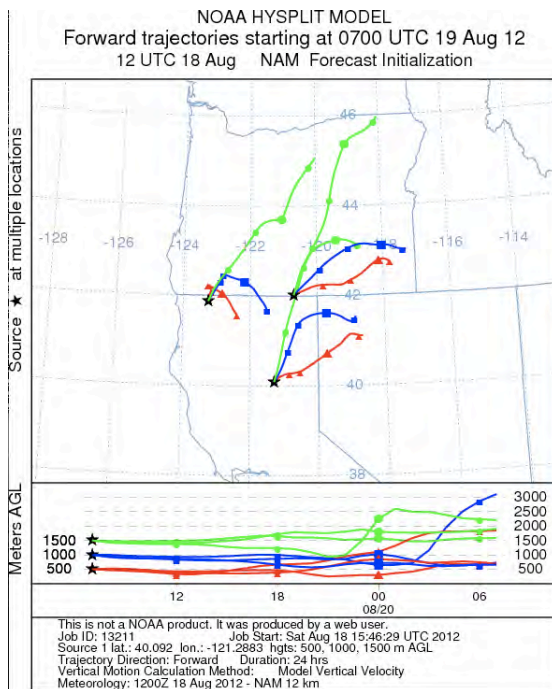 NOAA HYSPLIT MODEL
Forward trajectories starting at 0700 UTC 19 Aug 12
12 UTC 18 Aug NAM Forecast Initialization
Source ★ at multiple locations
46
44
-128 -126 -124 -122 -120 -118 -116 -114
42
40
38
Meters AGL
1500
1000
500
3000
2500
2000
1500
1000
500
12 18 00 06
08/20
This is not a NOAA product. It was produced by a web user.
Job ID: 13211 Job Start: Sat Aug 18 15:46:29 UTC 2012
Source 1 lat.: 40.092 lon.: -121.2883 hgts: 500, 1000, 1500 m AGL
Trajectory Direction: Forward Duration: 24 hrs
Vertical Motion Calculation Method: Model Vertical Velocity
Meteorology: 1200Z 18 Aug 2012 - NAM 12 km